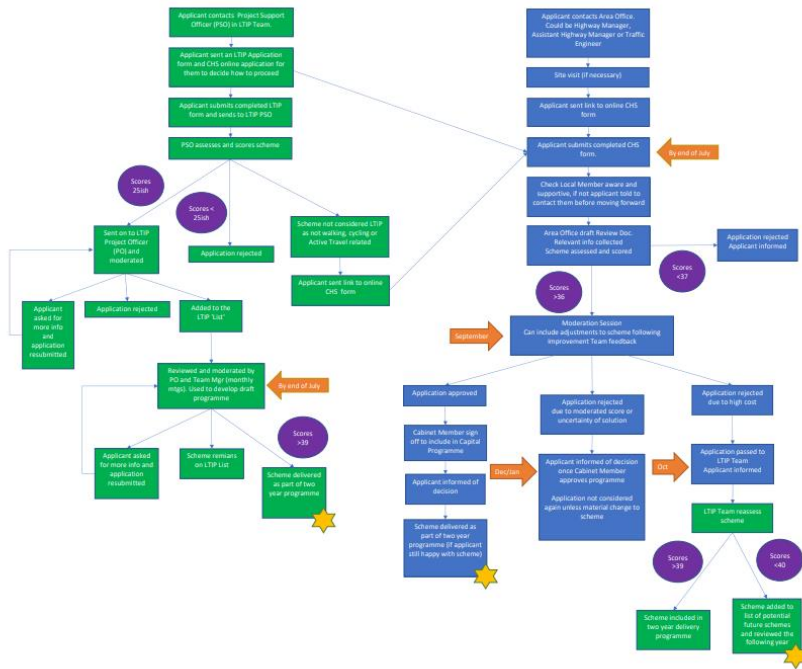 Applicant contacts Project Support
Officer (PSO) in LTIP Team.
Applicant sent an LTIP Application
form and CHS online application for
them to decide how to proceed
Applicant submits completed LTIP
form and sends to LTIP PSO
PSO assesses and scores scheme
Scores
25ish
Scores <
25ish
Sent on to LTIP
Project Officer
(PO) and
moderated
Application rejected
Scheme not considered LTIP
as not walking, cycling or
Active Travel related
Applicant sent link to online
CHS form
Applicant
asked for
more info
and
application
resubmitted
Application rejected
Added to the
LTIP 'List'
Reviewed and moderated by
PO and Team Mgr (monthly
mtgs). Used to develop draft
programme
By end of July
Scores
>39
Applicant asked
for more info and
application
resubmitted
Scheme remians
on LTIP List
Scheme delivered
as part of two
year programme
Applicant contacts Area Office.
Could be Highway Manager,
Assistant Highway Manager or Traffic
Engineer
Site visit (if necessary)
Applicant sent link to online CHS
form
Applicant submits completed CHS
form.
By end of July
Check Local Member aware and
supportive, if not applicant told to
contact them before moving forward
Area Office draft Review Doc.
Relevant info collected
Scheme assessed and scored
Application rejected
Applicant informed
Scores
<37
Scores
>36
September
Moderation Session
Can include adjustments to scheme following
Improvement Team feedback
Application approved
Cabinet Member sign
off to include in Capital
Programme
Applicant informed of
decision
Scheme delivered as
part of two year
programme (if applicant
still happy with scheme)
Dec/Jan
Application rejected
due to moderated score or
uncertainty of solution
Applicant informed of decision
once Cabinet Member
approves programme
Application not considered
again unless material change to
scheme
Oct
Application rejected
due to high cost
Application passed to
LTIP Team
Applicant informed
LTIP Team reassess
scheme
Scores
>39
Scores
<40
Scheme included in
two year delivery
programme
Scheme added to
list of potential
future schemes
and reviewed the
following year